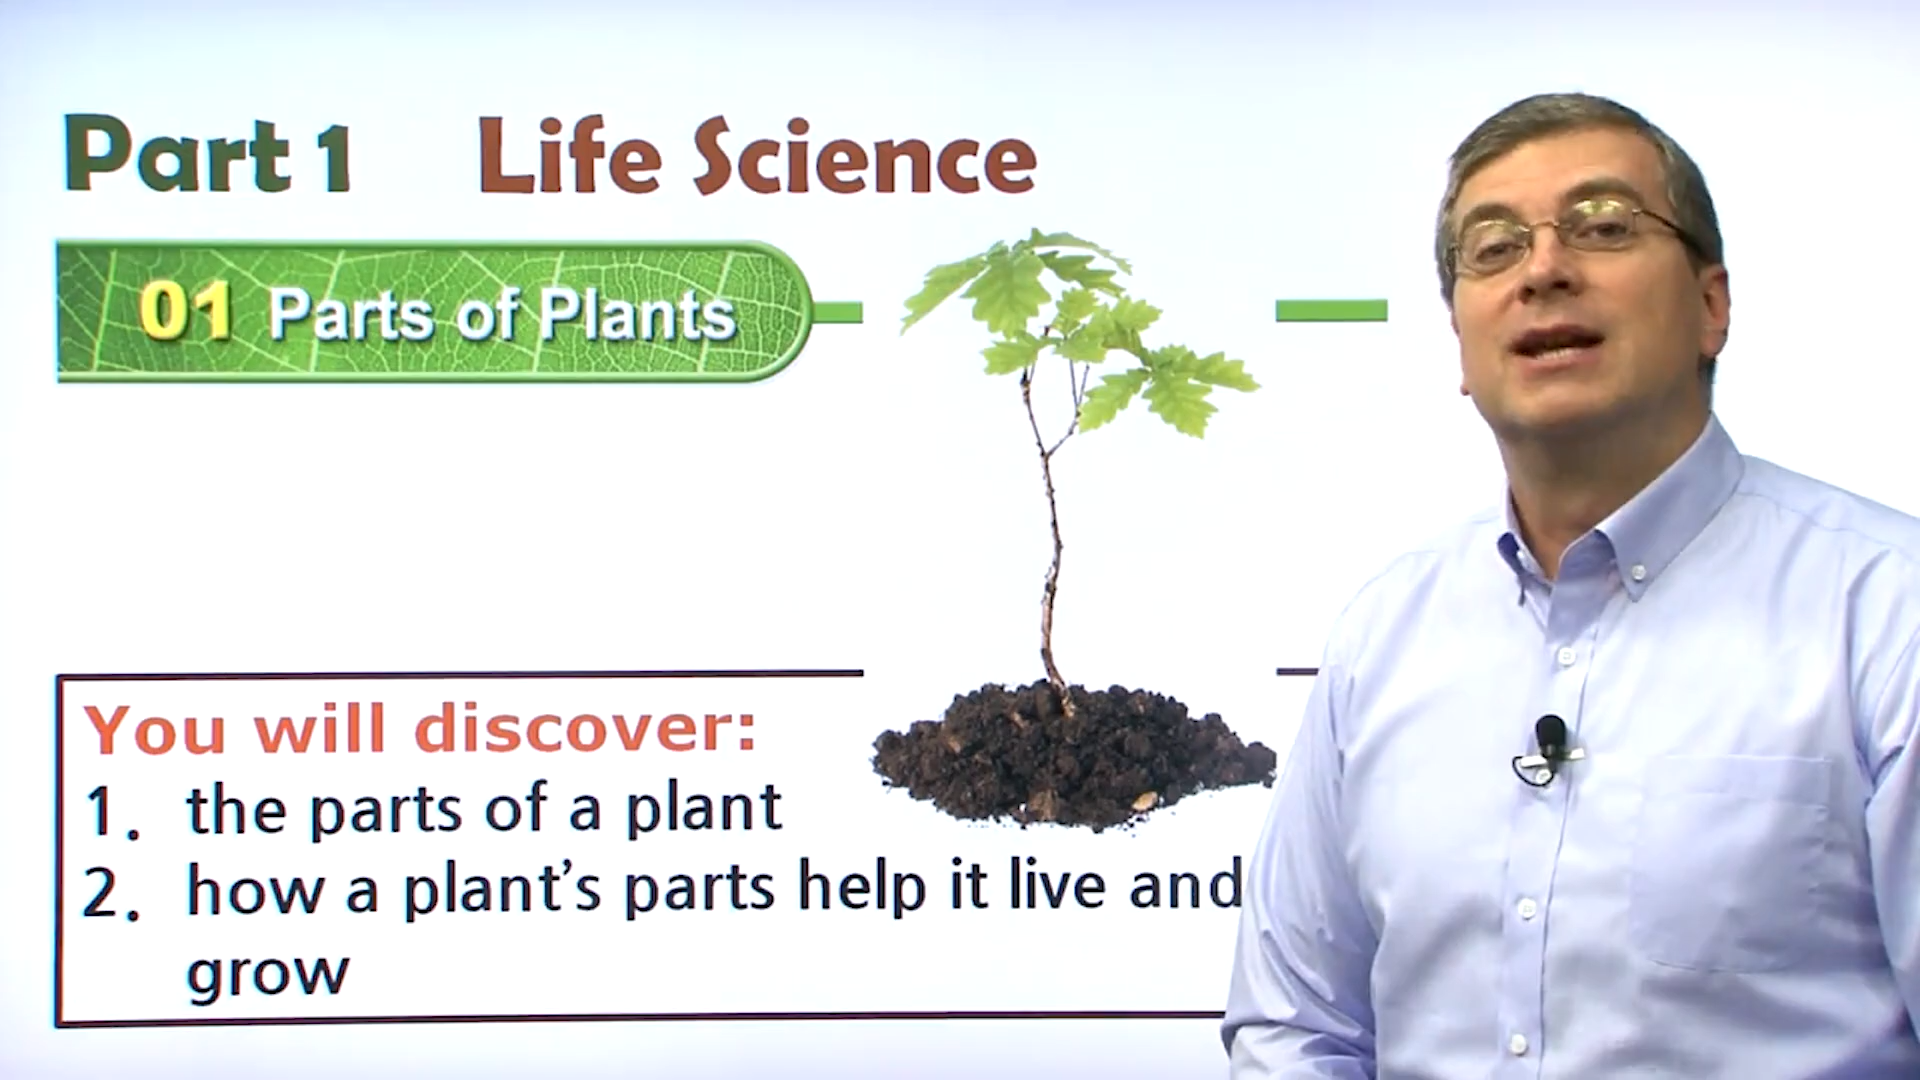 Part 1 Life Science
01 Parts of Plants
You will discover:
1. the parts of a plant
2. how a plant's parts help it live and
grow